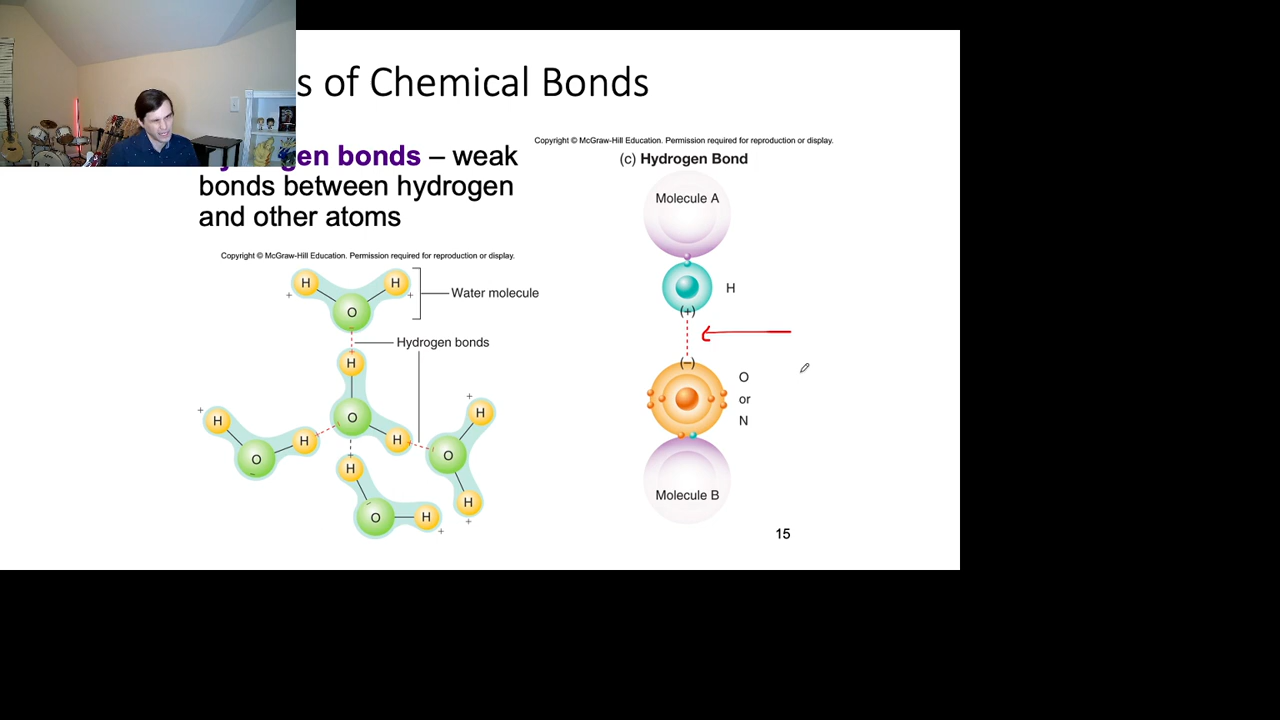 s of Chemical Bonds
gen bonds – weak
bonds between hydrogen
and other atoms
Copyright © McGraw-Hill Education. Permission required for reproduction or display.
H
H
+
+
O
Water molecule
Hydrogen bonds
H
O
+
H
H
O
–
H
+
H
O
H
+
+
H
–
O
H
+
Copyright © McGraw-Hill Education. Permission required for reproduction or display.
(c) Hydrogen Bond
Molecule A
H
(+)
(–)
O
or
N
Molecule B
15